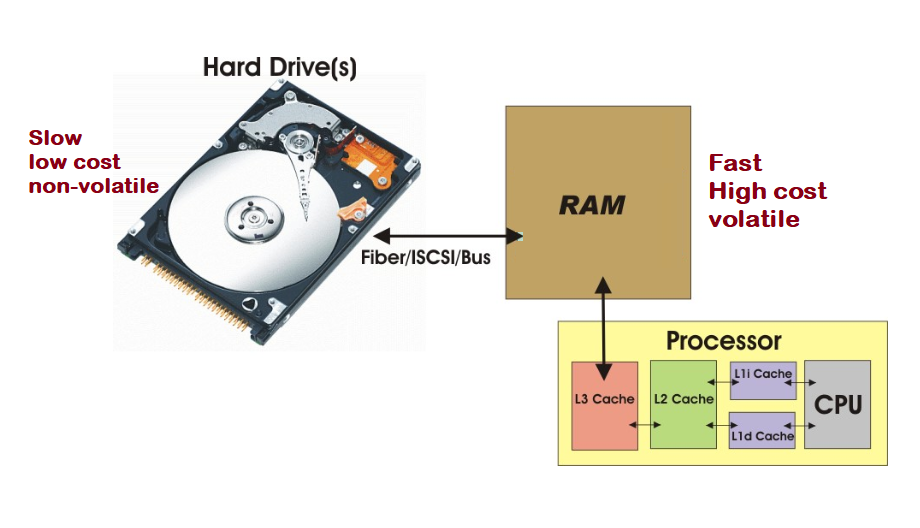 Hard Drive(s)
Slow
low cost
non-volatile
Fiber/ISCSI/Bus
RAM
Fast
High cost
volatile
Processor
L3 Cache
L2 Cache
L1i Cache
L1d Cache
CPU